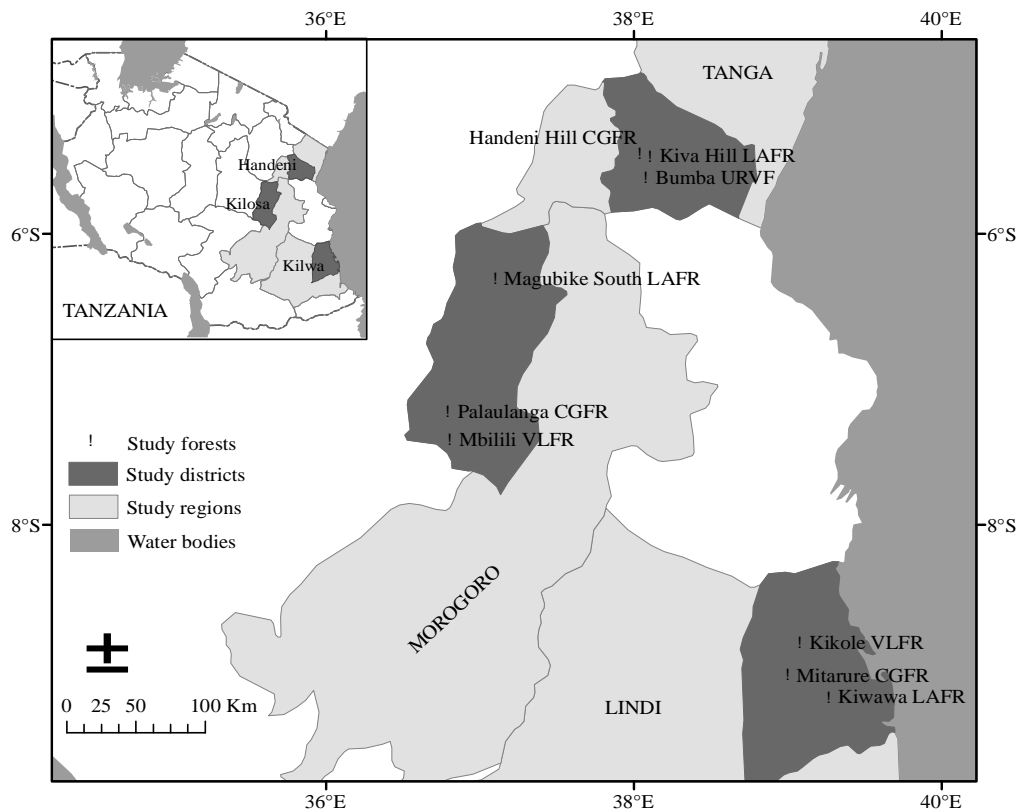 36°E
38°E
40°E
TANGA
Handeni Hill CGFR
! ! Kiva Hill LAFR
! Bumba URVF
Handeni
Kilosa
Kilwa
TANZANIA
6°S
6°S
! Magubike South LAFR
! Palaulanga CGFR
! Mbilili VLFR
! Study forests
Study districts
Study regions
Water bodies
8°S
8°S
MOROGORO
LINDI
! Kikole VLFR
! Mitarure CGFR
! Kiwawa LAFR
±
0 25 50 100 Km
36°E
38°E
40°E